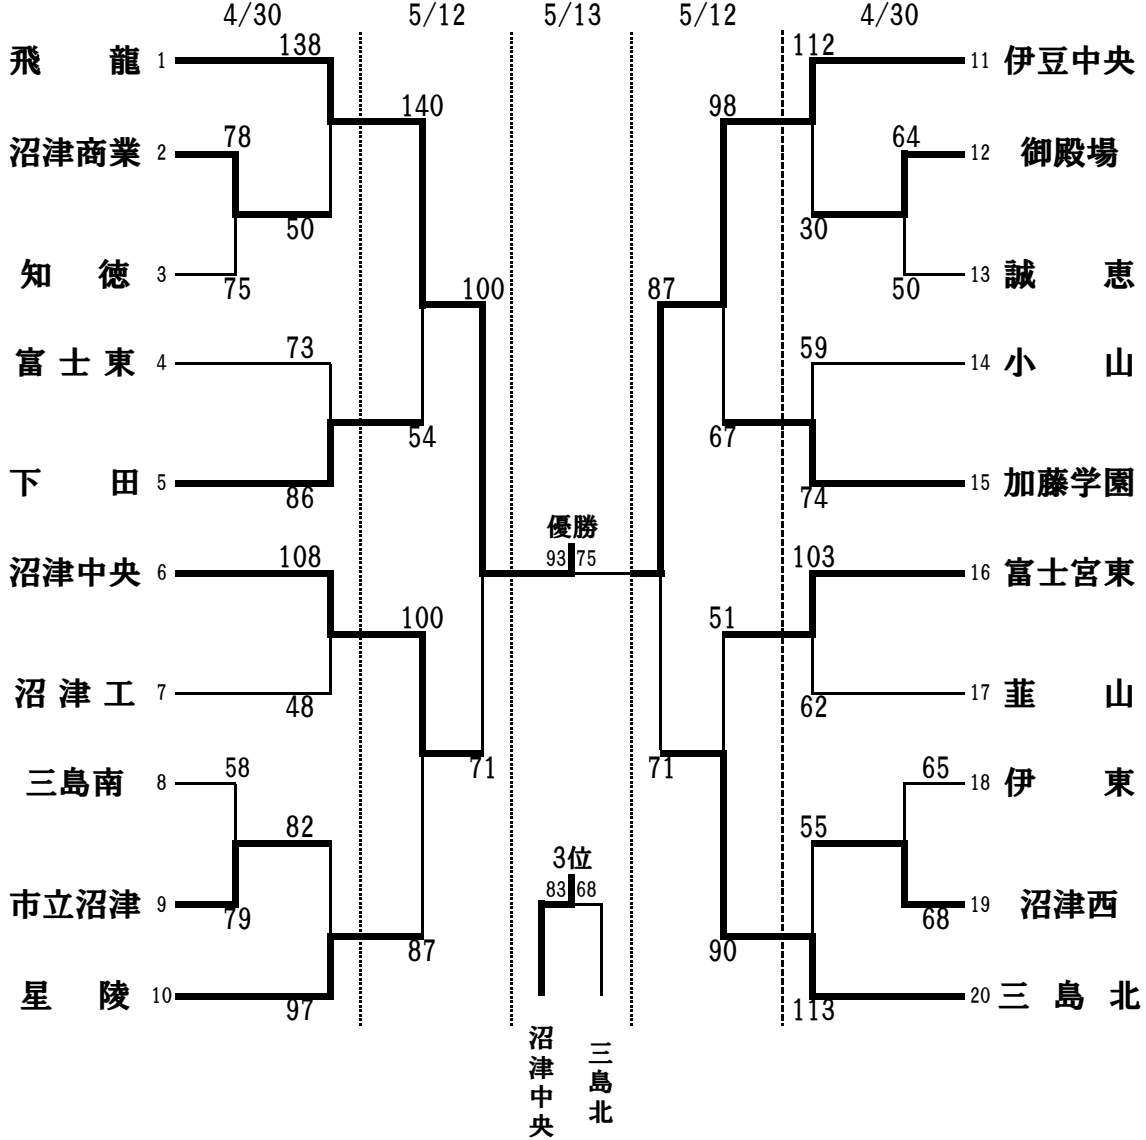 4/30 5/12 5/13 5/12 4/30
138 112
飛 龍 1 11 伊豆中央
140 98
78 64
沼津商業 2 12 御殿場
50 30
知 徳 3 13 誠 恵
75 100 87 50
73 59
富士東 4 14 小 山
54 67
下 田 5 15 加藤学園
86 74
優勝
108 93 75 103
沼津中央 6 16 富士宮東
100 51
沼津工 7 17 韮 山
48 62
58 71 71 65
三島南 8 18 伊 東
82 55
3位
83 68
市立沼津 9 19 沼津西
79 68
87 90
星 陵 10 20 三島北
97 113
沼津中央
三島北